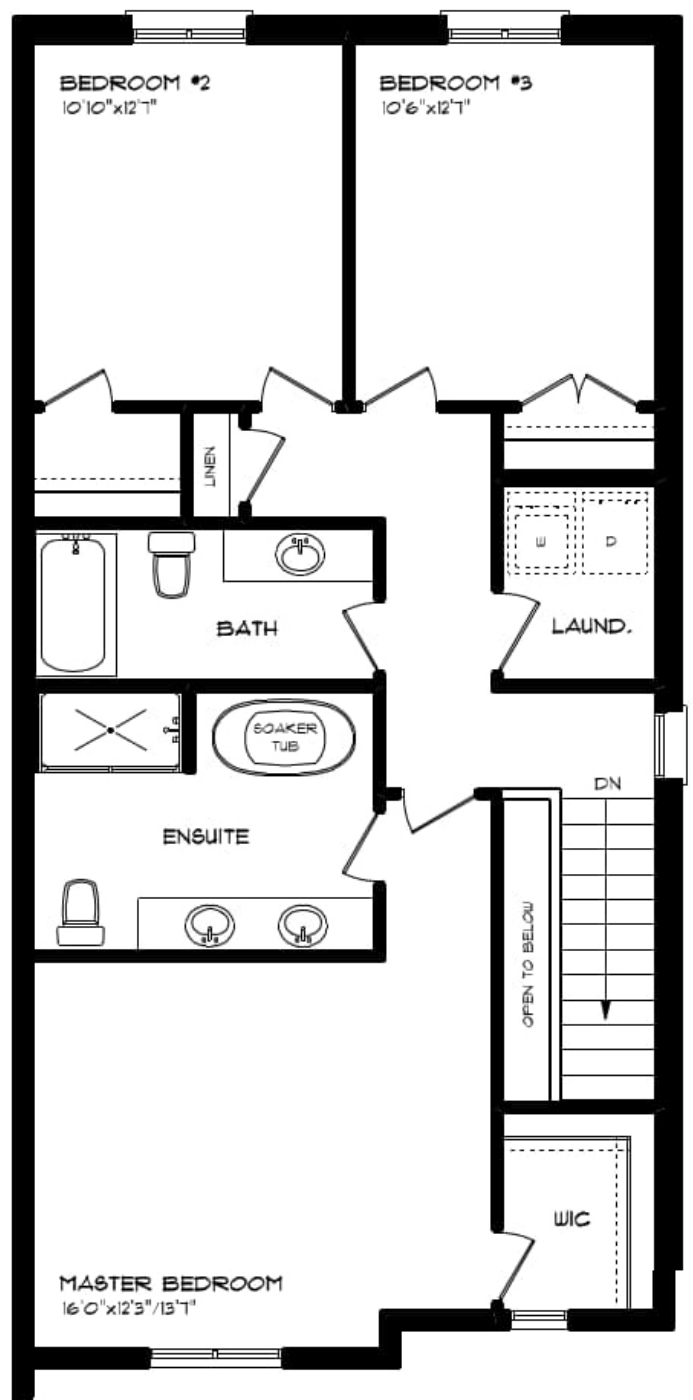 BEDROOM #2
10'10"x12'7"
BEDROOM #3
10'6"x12'7"
LINEN
W
D
BATH
LAUND.
SOAKER
TUB
DN
ENSUITE
OPEN TO BELOW
WIC
MASTER BEDROOM
16'0"x12'3"/13'7"